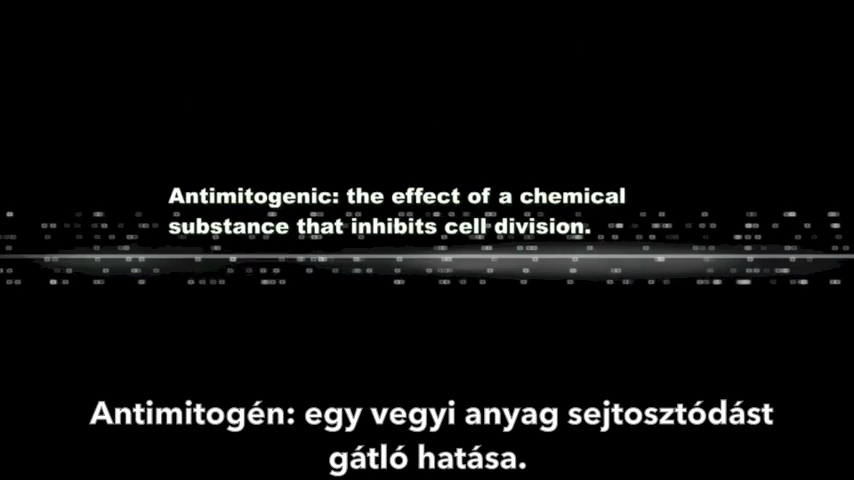 Antimitogenic: the effect of a chemical
substance that inhibits cell division.
Antimitogén: egy vegyi anyag sejtosztódást
gátló hatása.